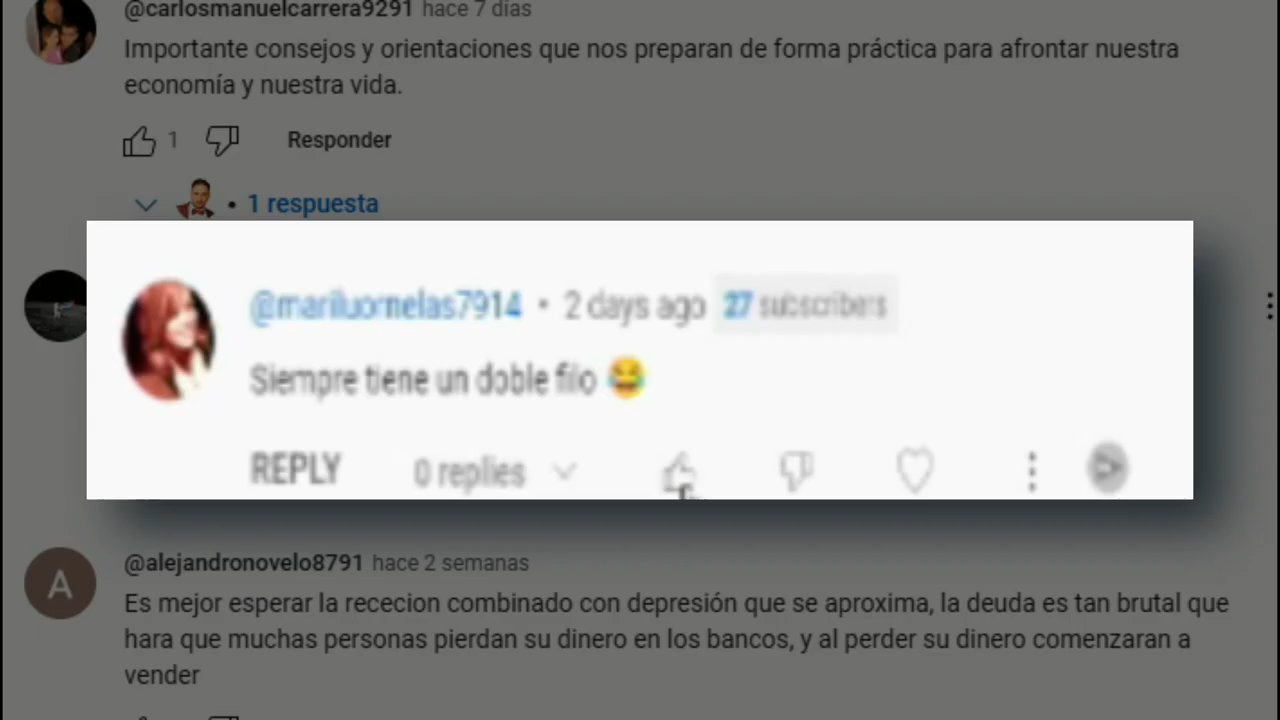 @carlosmanuelcarrera9291 hace 7 días
Importante consejos y orientaciones que nos preparan de forma práctica para afrontar nuestra
economía y nuestra vida.
1 Responder
• 1 respuesta
@mariluornelas7914 • 2 days ago 27 subscribers
Siempre tiene un doble filo 😂
REPLY 0 replies
A
@alejandronovelo8791 hace 2 semanas
Es mejor esperar la rececion combinado con depresión que se aproxima, la deuda es tan brutal que
hara que muchas personas pierdan su dinero en los bancos, y al perder su dinero comenzaran a
vender